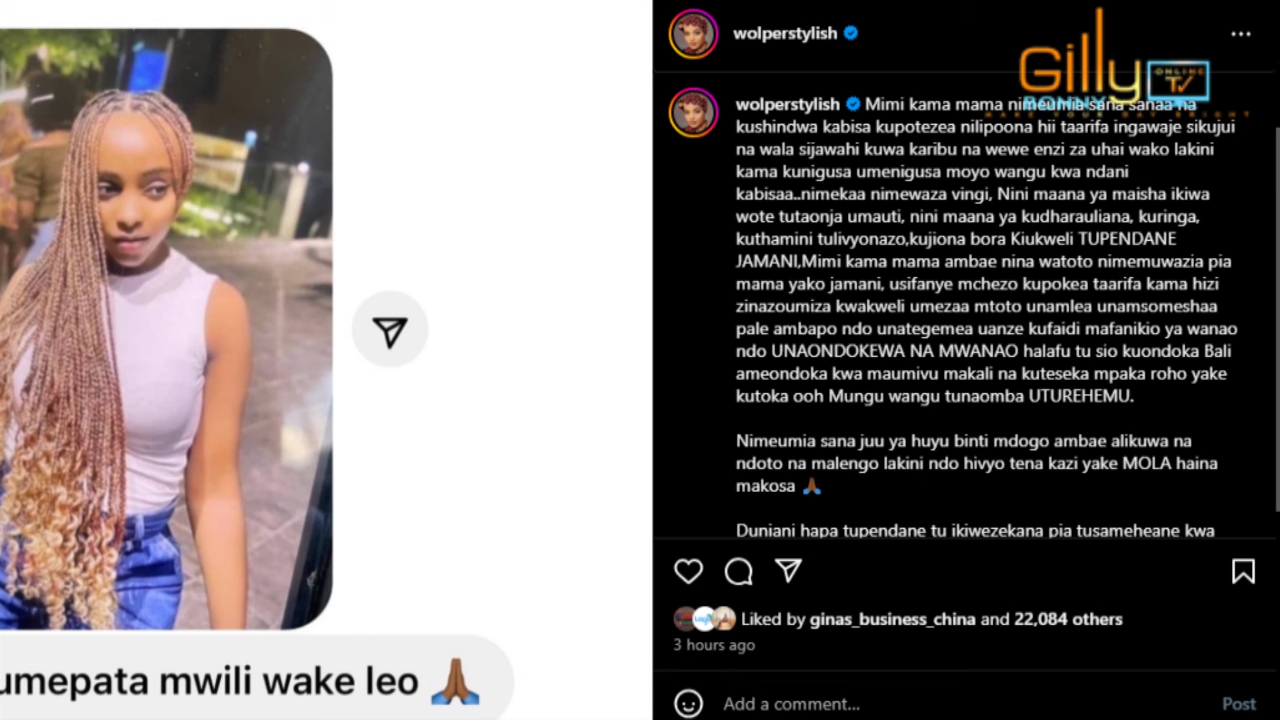 wolperstylish
Gilly
ONLINE
TV
wolperstylish Mimi kama mama nimeumia sana sanaa na
kushindwa kabisa kupotezea nilipoona hii taarifa ingawaje sikujui
na wala sijawahi kuwa karibu na wewe enzi za uhai wako lakini
kama kunigusa umenigusa moyo wangu kwa ndani
kabisaa..nimekaa nimewaza vingi, Nini maana ya maisha ikiwa
wote tutaonja umauti, nini maana ya kudharauliana, kuringa,
kuthamini tulivyonazo,kujiona bora Kiukweli TUPENDANE
JAMANI,Mimi kama mama ambae nina watoto nimemuwazia pia
mama yako jamani, usifanye mchezo kupokea taarifa kama hizi
zinazoumiza kwakweli umezaa mtoto unamlea unamsomeshaa
pale ambapo ndo unategemea uanze kufaidi mafanikio ya wanao
ndo UNAONDOKEWA NA MWANAO halafu tu sio kuondoka Bali
ameondoka kwa maumivu makali na kuteseka mpaka roho yake
kutoka ooh Mungu wangu tunaomba UTUREHEMU.
Nimeumia sana juu ya huyu binti mdogo ambae alikuwa na
ndoto na malengo lakini ndo hivyo tena kazi yake MOLA haina
makosa 🙏🏾
Duniani hapa tupendane tu ikiwezekana pia tusameheane kwa
Liked by ginas_business_china and 22,084 others
3 hours ago
Add a comment... Post
umepata mwili wake leo 🙏🏾